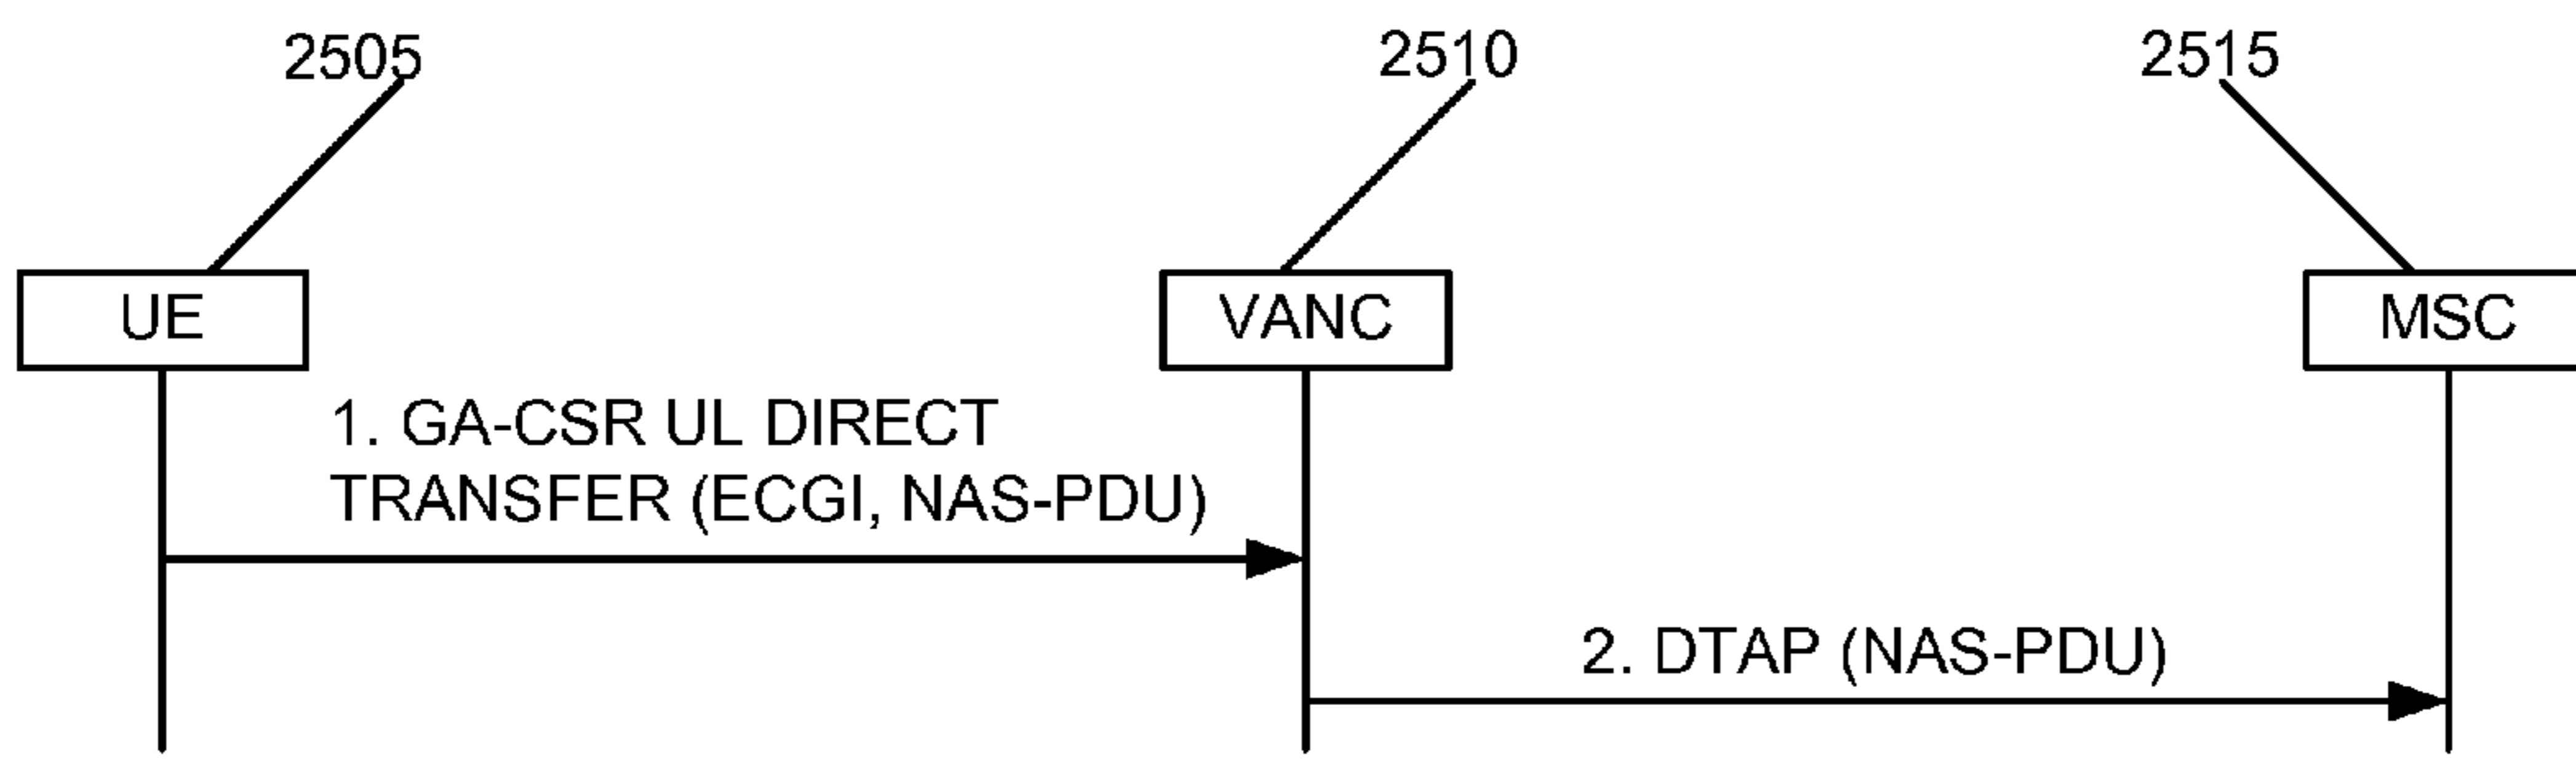 2505
2510
2515
UE
VANC
MSC
1. GA-CSR UL DIRECT
TRANSFER (ECGI, NAS-PDU)
2. DTAP (NAS-PDU)